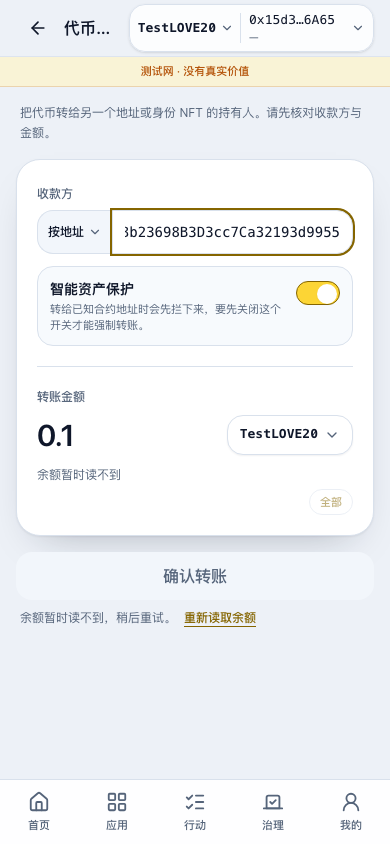 代币...
TestLOVE20
0x15d3…6A65
—
测试网 · 没有真实价值
把代币转给另一个地址或身份 NFT 的持有人。请先核对收款方与
金额。
收款方
按地址
3b23698B3D3cc7Ca32193d9955
智能资产保护
转给已知合约地址时会先拦下来，要先关闭这个
开关才能强制转账。
转账金额
0.1
TestLOVE20
余额暂时读不到
全部
确认转账
余额暂时读不到，稍后重试。 重新读取余额
首页
应用
行动
治理
我的